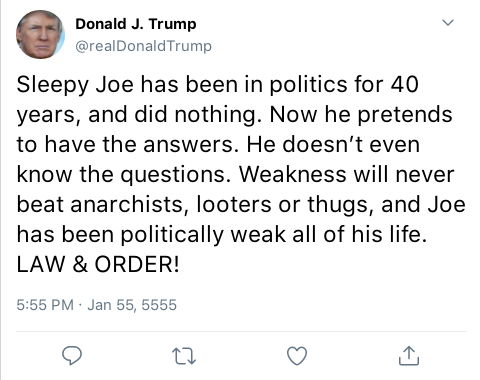 Donald J. Trump
@realDonaldTrump
Sleepy Joe has been in politics for 40
years, and did nothing. Now he pretends
to have the answers. He doesn’t even
know the questions. Weakness will never
beat anarchists, looters or thugs, and Joe
has been politically weak all of his life.
LAW & ORDER!
5:55 PM · Jan 55, 5555